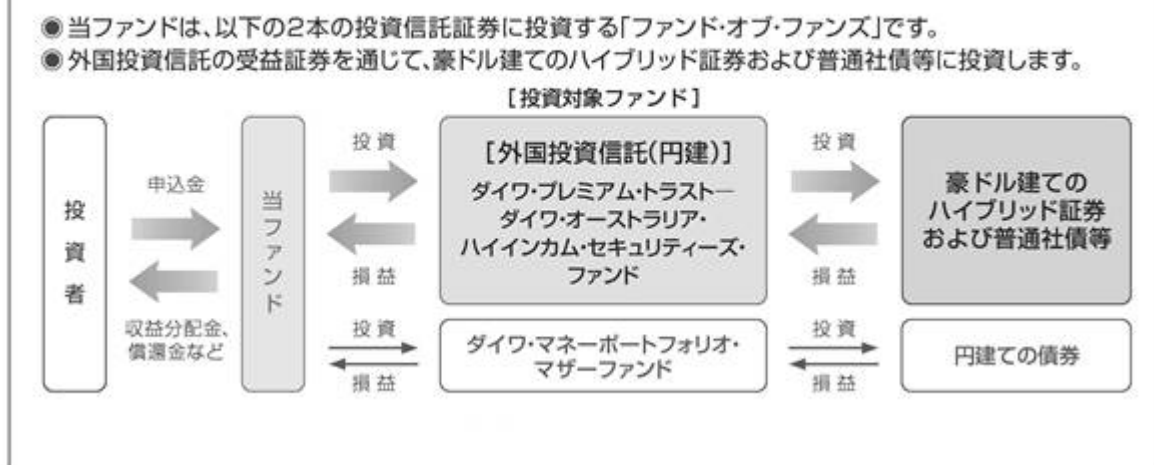 ◉当ファンドは、以下の2本の投資信託証券に投資する「ファンド・オブ・ファンズ」です。
◉外国投資信託の受益証券を通じて、豪ドル建てのハイブリッド証券および普通社債等に投資します。
[投資対象ファンド]
投資者
申込金
収益分配金、
償還金など
当ファンド
投資
損益
[外国投資信託(円建)]
ダイワ・プレミアム・トラスト―
ダイワ・オーストラリア・
ハイインカム・セキュリティーズ・
ファンド
投資
損益
豪ドル建ての
ハイブリッド証券
および普通社債等
投資
損益
ダイワ・マネーポートフォリオ・
マザーファンド
投資
損益
円建ての債券